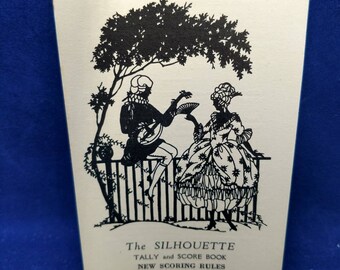 The SILHOUETTE
TALLY and SCORE BOOK
NEW SCORING RULES